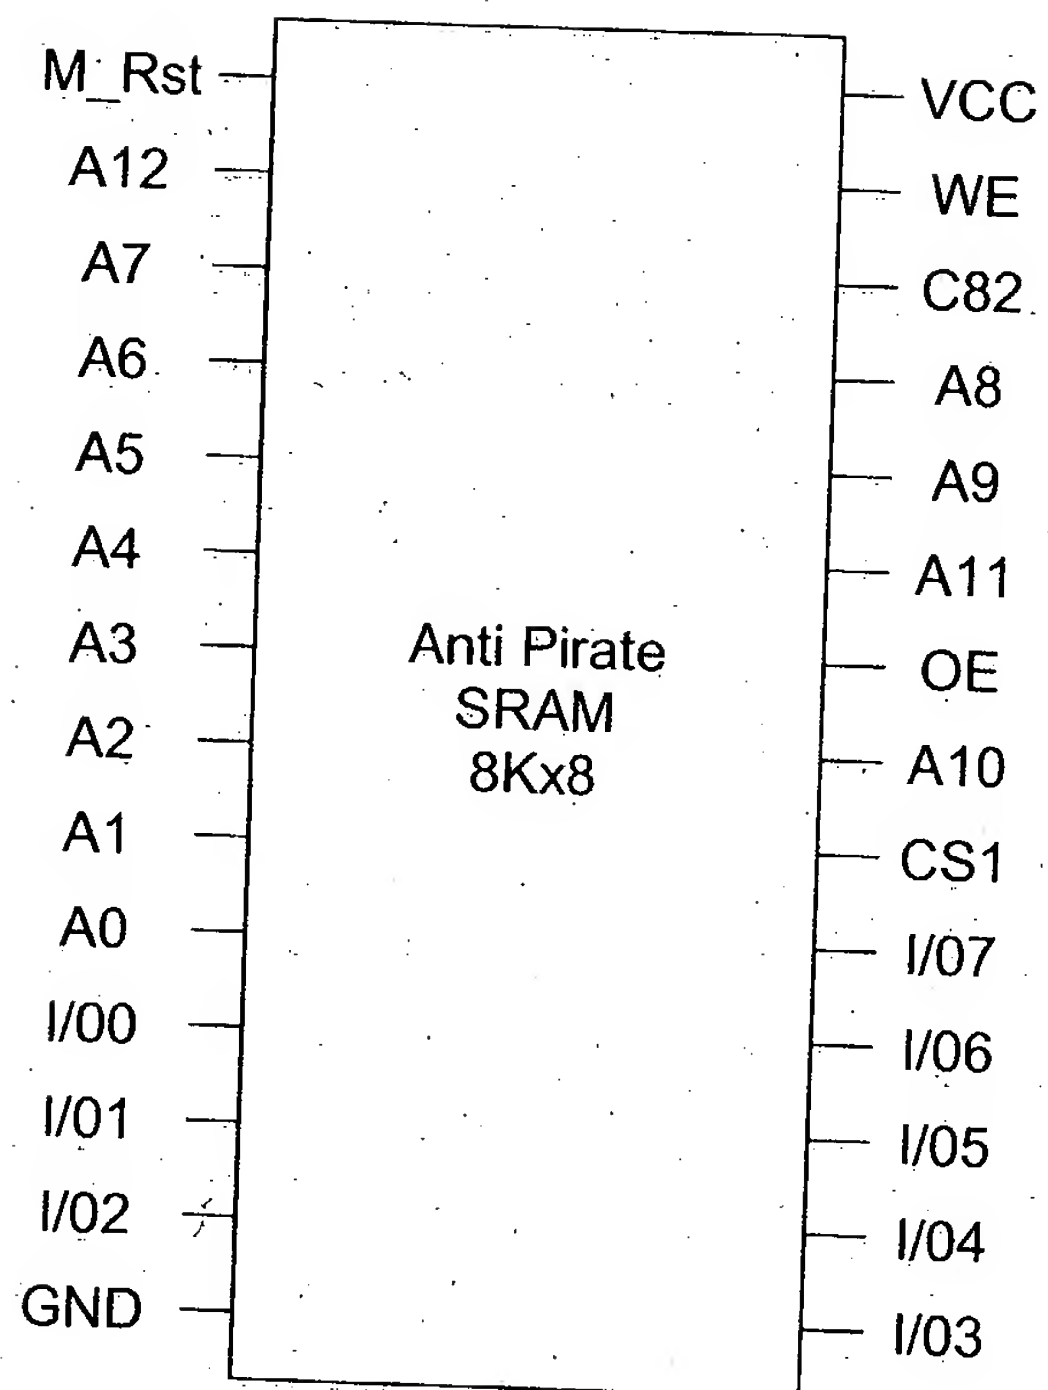 M_Rst
A12
A7
A6
A5
A4
A3
A2
A1
A0
I/00
I/01
I/02
GND
Anti Pirate
SRAM
8Kx8
VCC
WE
C82
A8
A9
A11
OE
A10
CS1
I/07
I/06
I/05
I/04
I/03